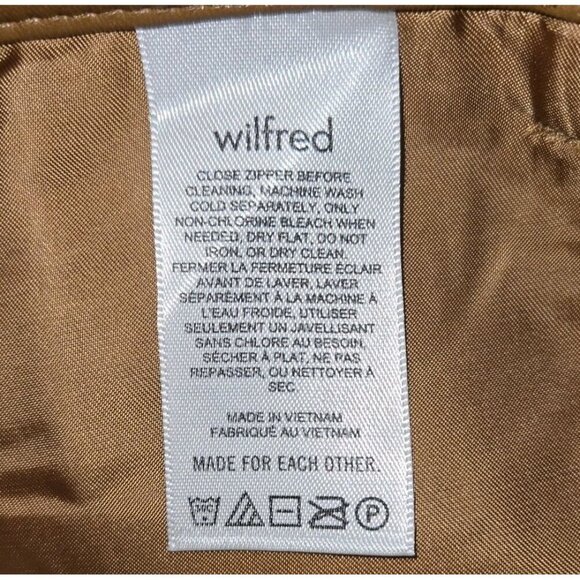 wilfred
CLOSE ZIPPER BEFORE
CLEANING, MACHINE WASH
COLD SEPARATELY, ONLY
NON-CHLORINE BLEACH WHEN
NEEDED, DRY FLAT, DO NOT
IRON, OR DRY CLEAN.
FERMER LA FERMETURE ÉCLAIR
AVANT DE LAVER, LAVER
SÉPARÉMENT À LA MACHINE À
L'EAU FROIDE, UTILISER
SEULEMENT UN JAVELLISANT
SANS CHLORE AU BESOIN.
SÉCHER À PLAT, NE PAS
REPASSER, OU NETTOYER À
SEC.
MADE IN VIETNAM
FABRIQUÉ AU VIETNAM
MADE FOR EACH OTHER.
30C P